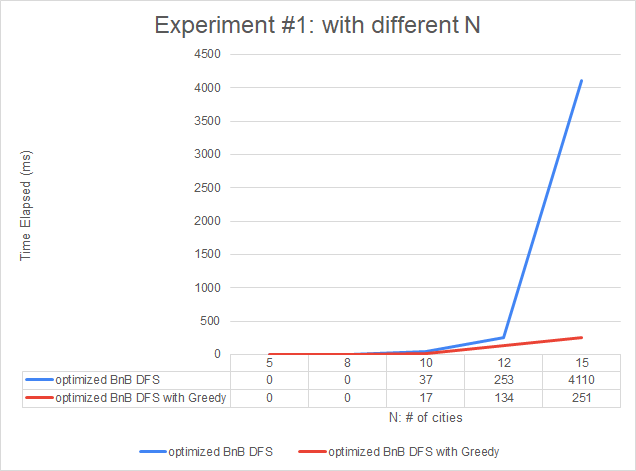 Experiment #1: with different N
Time Elapsed (ms)
4500
4000
3500
3000
2500
2000
1500
1000
500
0
5 8 10 12 15
optimized BnB DFS 0 0 37 253 4110
optimized BnB DFS with Greedy 0 0 17 134 251
N: # of cities
optimized BnB DFS optimized BnB DFS with Greedy